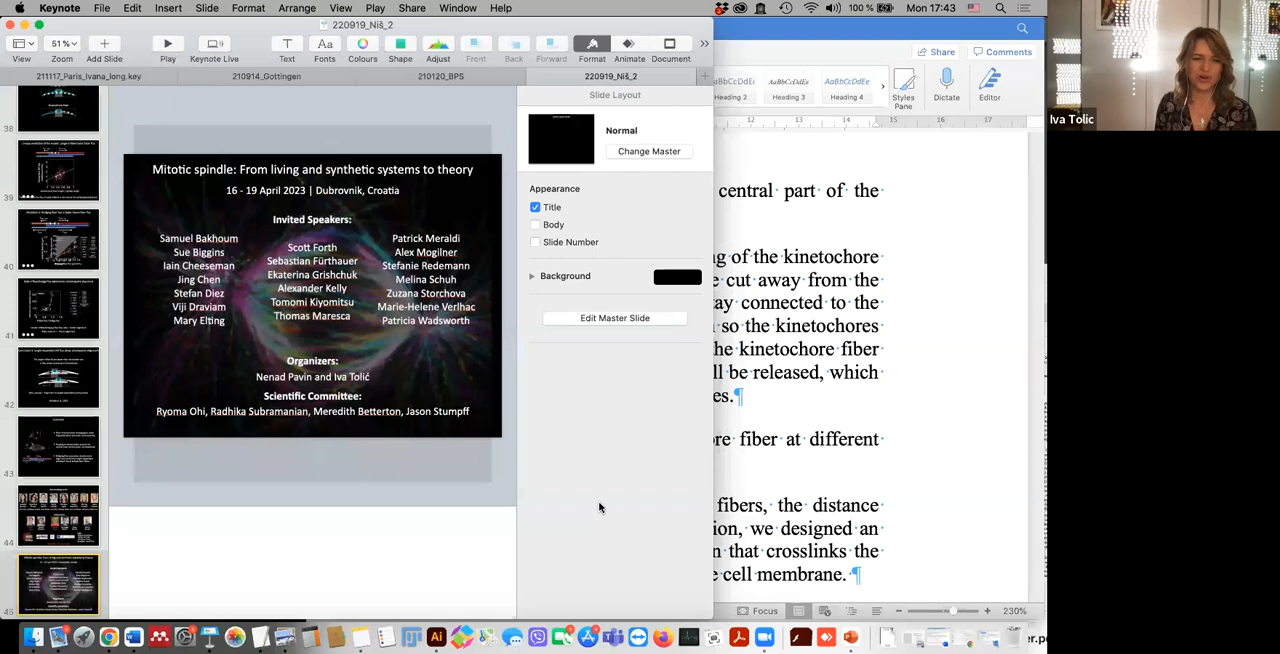 Keynote File Edit Insert Slide Format Arrange View Play Share Window Help
100 % Mon 17:43
220919_Niš_2
51%
View Zoom Add Slide Play Keynote Live Text Fonts Colours Shape Adjust Front Back Forward Format Animate Document
211117_Paris_Ivana_long.key 210914_Gottingen 210120_BPS 220919_Niš_2
38
39
40
41
42
43
44
45
Mitotic spindle: From living and synthetic systems to theory
16 - 19 April 2023 | Dubrovnik, Croatia
Invited Speakers:
Samuel Bakhoum
Sue Biggins
Iain Cheeseman
Jing Chen
Stefan Diez
Viji Draviam
Mary Elting
Scott Forth
Sebastian Fürthauer
Ekaterina Grishchuk
Alexander Kelly
Tomomi Kiyomitsu
Thomas Maresca
Patrick Meraldi
Alex Mogilner
Stefanie Redemann
Melina Schuh
Zuzana Storchova
Marie-Helene Verlhac
Patricia Wadsworth
Organizers:
Nenad Pavin and Iva Tolić
Scientific Committee:
Ryoma Ohi, Radhika Subramanian, Meredith Betterton, Jason Stumpff
Slide Layout
Normal
Change Master
Appearance
Title
Body
Slide Number
Background
Edit Master Slide
Share Comments
Heading 2 Heading 3 AaBbCcDdEe Heading 4
Styles
Pane
Dictate
Editor
12 13 14 15 16 17
central part of the
g of the kinetochore
e cut away from the
ay connected to the
so the kinetochores
he kinetochore fiber
ll be released, which
es.¶
ore fiber at different
fibers, the distance
ion, we designed an
n that crosslinks the
e cell membrane. ¶
Focus 230%
Iva Tolic